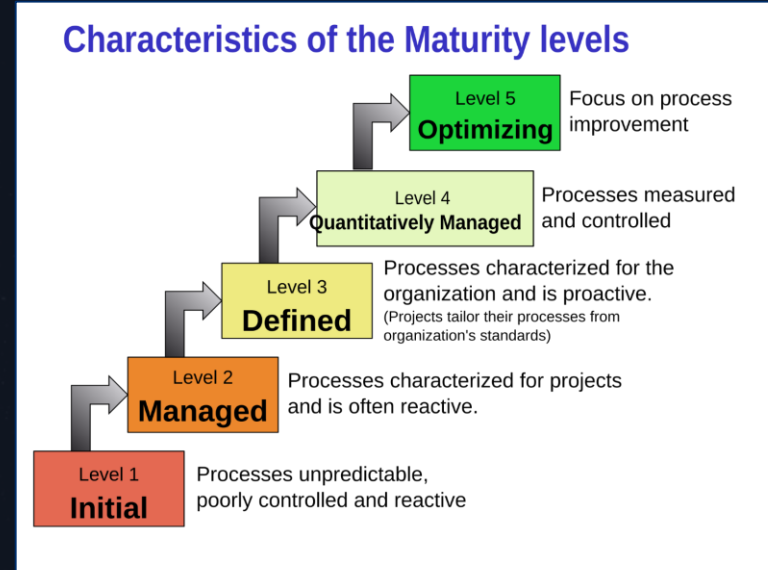 Characteristics of the Maturity levels
Level 5
Optimizing
Focus on process
improvement
Level 4
Quantitatively Managed
Processes measured
and controlled
Level 3
Defined
Processes characterized for the
organization and is proactive.
(Projects tailor their processes from
organization's standards)
Level 2
Managed
Processes characterized for projects
and is often reactive.
Level 1
Initial
Processes unpredictable,
poorly controlled and reactive